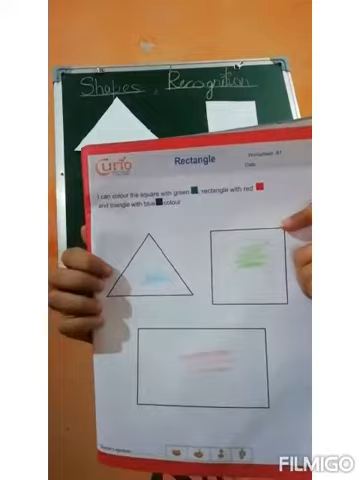 Shapes, Recognition
Curio
Rectangle
Worksheet: 41
Date:
I can colour the square with green, rectangle with red
and triangle with blue colour
FILMIGO